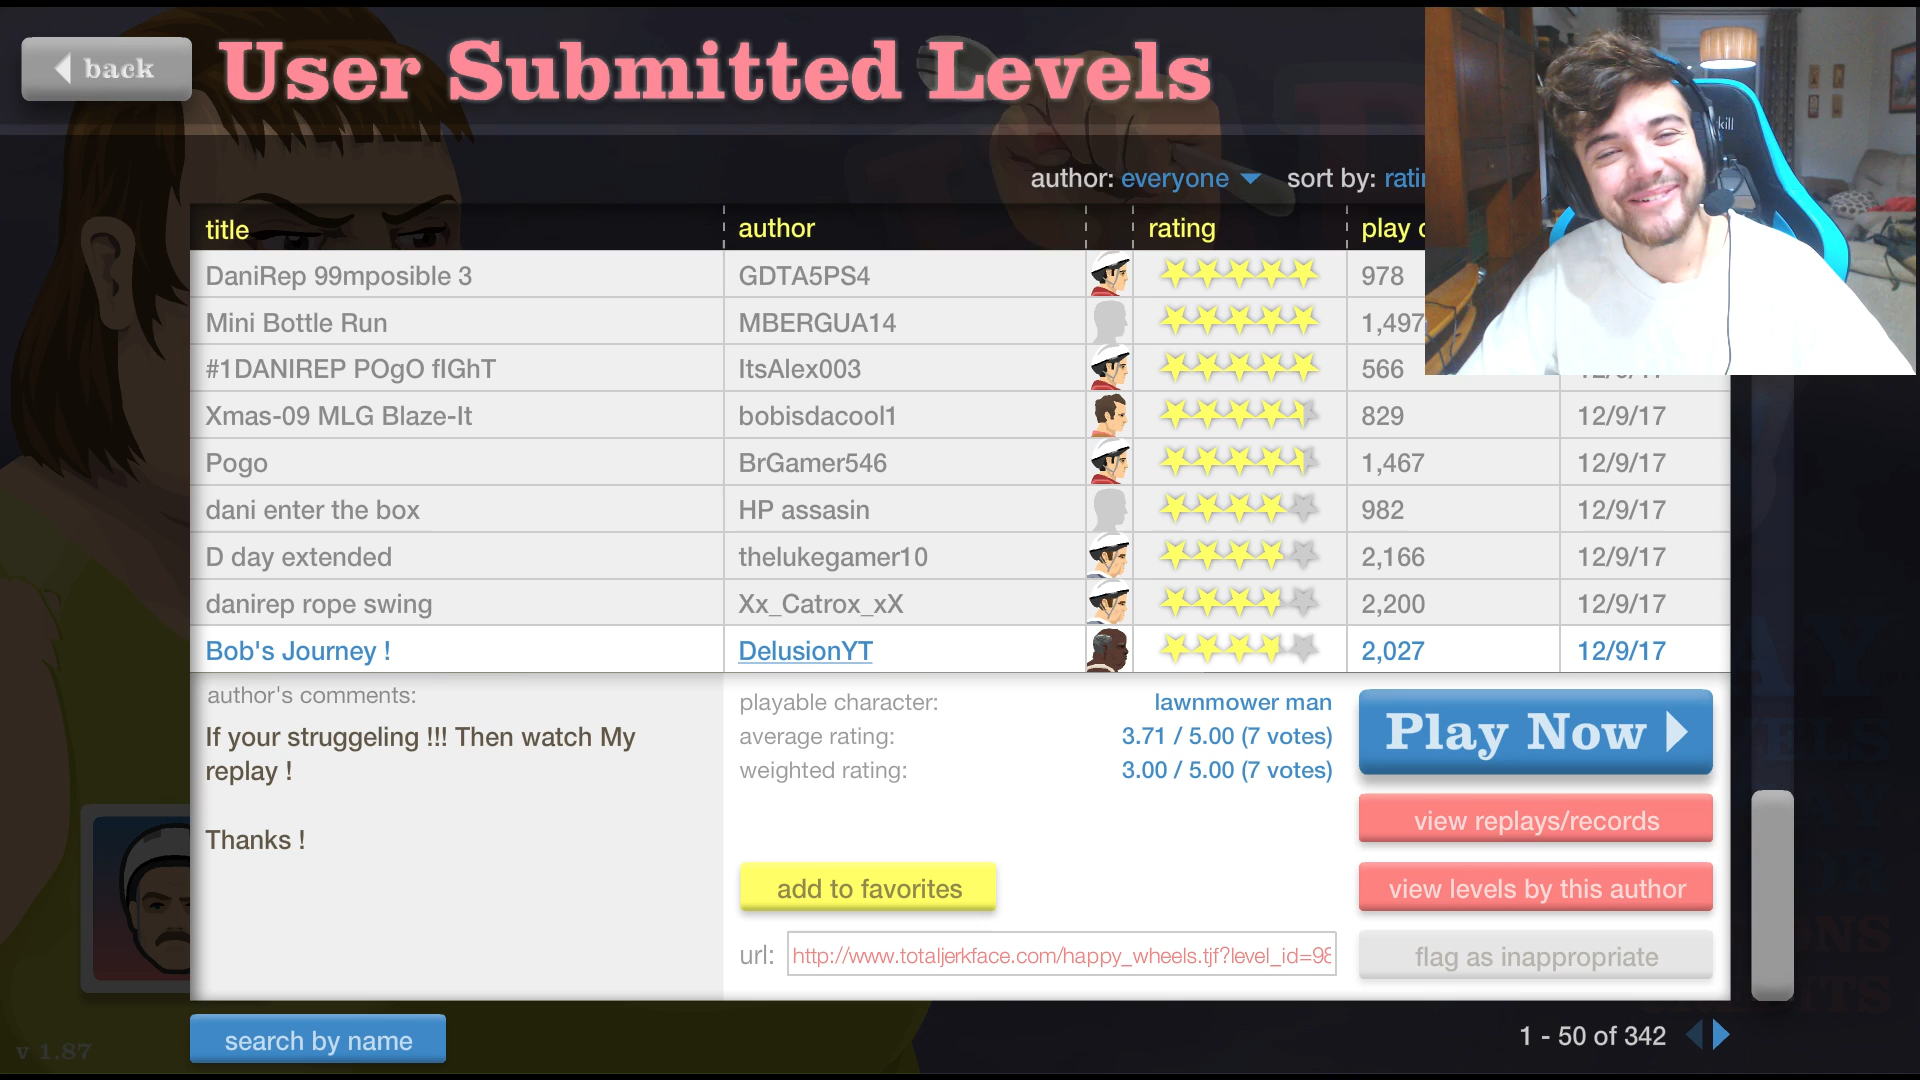 back
User Submitted Levels
kill
author: everyone sort by:
title author rating play
DaniRep 99mposible 3 GDTA5PS4 978
Mini Bottle Run MBERGUA14 1,497
#1DANIREP POgO fIGhT ItsAlex003 566
Xmas-09 MLG Blaze-It bobisdacool1 829 12/9/17
Pogo BrGamer546 1,467 12/9/17
dani enter the box HP assasin 982 12/9/17
D day extended thelukegamer10 2,166 12/9/17
danirep rope swing Xx_Catrox_xX 2,200 12/9/17
Bob's Journey ! DelusionYT 2,027 12/9/17
author's comments:
If your struggeling !!! Then watch My
replay !
Thanks !
playable character: lawnmower man
average rating: 3.71 / 5.00 (7 votes)
weighted rating: 3.00 / 5.00 (7 votes)
Play Now
view replays/records
add to favorites
view levels by this author
url: http://www.totaljerkface.com/happy_wheels.tjf?level_id=98
flag as inappropriate
search by name
1 - 50 of 342
v 1.87